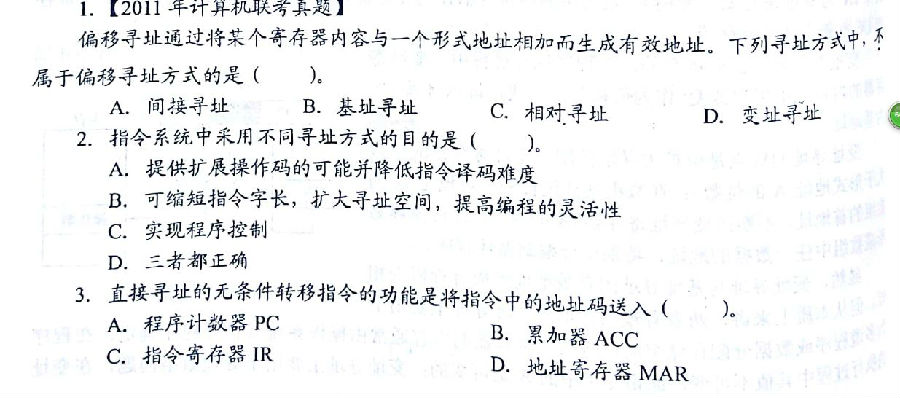 1. 【2011 年计算机联考真题】
偏移寻址通过将某个寄存器内容与一个形式地址相加而生成有效地址。下列寻址方式中,不
属于偏移寻址方式的是（ ）。
A. 间接寻址 B. 基址寻址 C. 相对寻址 D. 变址寻址
2. 指令系统中采用不同寻址方式的目的是（ ）。
A. 提供扩展操作码的可能并降低指令译码难度
B. 可缩短指令字长，扩大寻址空间，提高编程的灵活性
C. 实现程序控制
D. 三者都正确
3. 直接寻址的无条件转移指令的功能是将指令中的地址码送入（ ）。
A. 程序计数器 PC B. 累加器 ACC
C. 指令寄存器 IR D. 地址寄存器 MAR